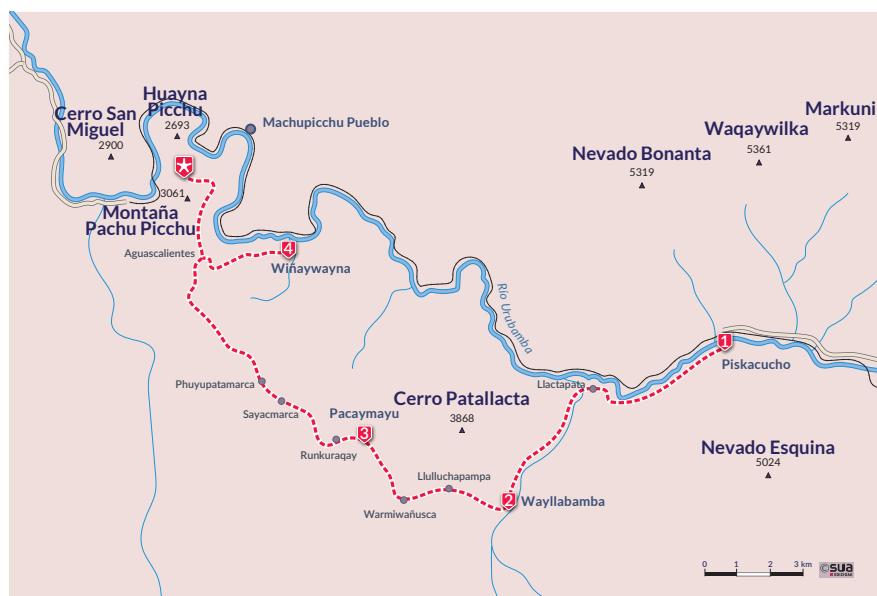 Huayna
Picchu
2693
Cerro San
Miguel
2900
Machupicchu Pueblo
Markuni
5319
Waqaywilka
5361
Nevado Bonanta
5319
3061
Montaña
Pachu Picchu
Aguascalientes
4
Wiñaywayna
Río Urubamba
1
Piskacucho
Phuyupatamarca
Sayacmarca
Llactapata
Cerro Patallacta
3868
Pacaymayu
3
Runkuraqay
Nevado Esquina
5024
Llulluchapampa
2
Wayllabamba
Warmiwañusca
0 1 2 3 km
©sua